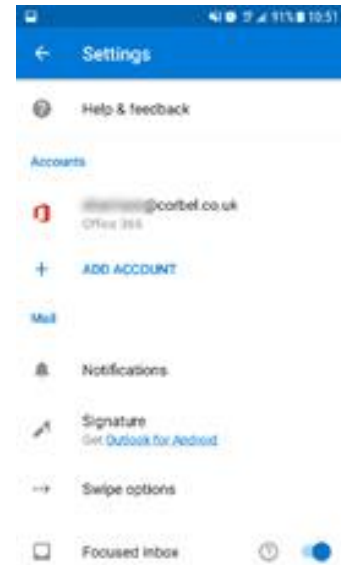 91% 10:51
Settings
Help & feedback
Accounts
@corbel.co.uk
Office 365
ADD ACCOUNT
Mail
Notifications
Signature
Get Outlook for Android
Swipe options
Focused Inbox